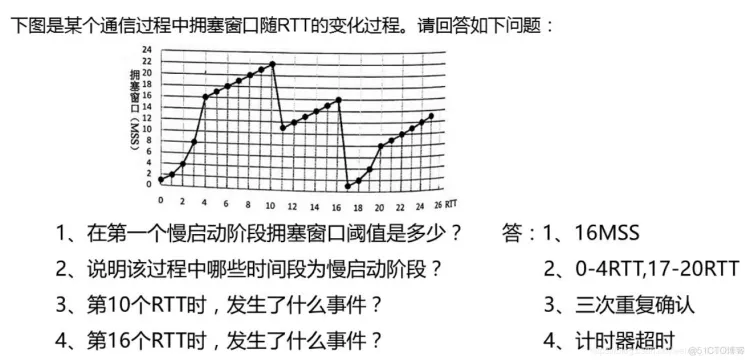 下图是某个通信过程中拥塞窗口随RTT的变化过程。请回答如下问题：
拥塞窗口（MSS）
24
22
20
18
16
14
12
10
8
6
4
2
0
0 2 4 6 8 10 12 14 16 18 20 22 24 26 RTT
1、在第一个慢启动阶段拥塞窗口阈值是多少？ 答：1、16MSS
2、说明该过程中哪些时间段为慢启动阶段？ 2、0-4RTT,17-20RTT
3、第10个RTT时，发生了什么事件？ 3、三次重复确认
4、第16个RTT时，发生了什么事件？ 4、计时器超时
@51CTO博客